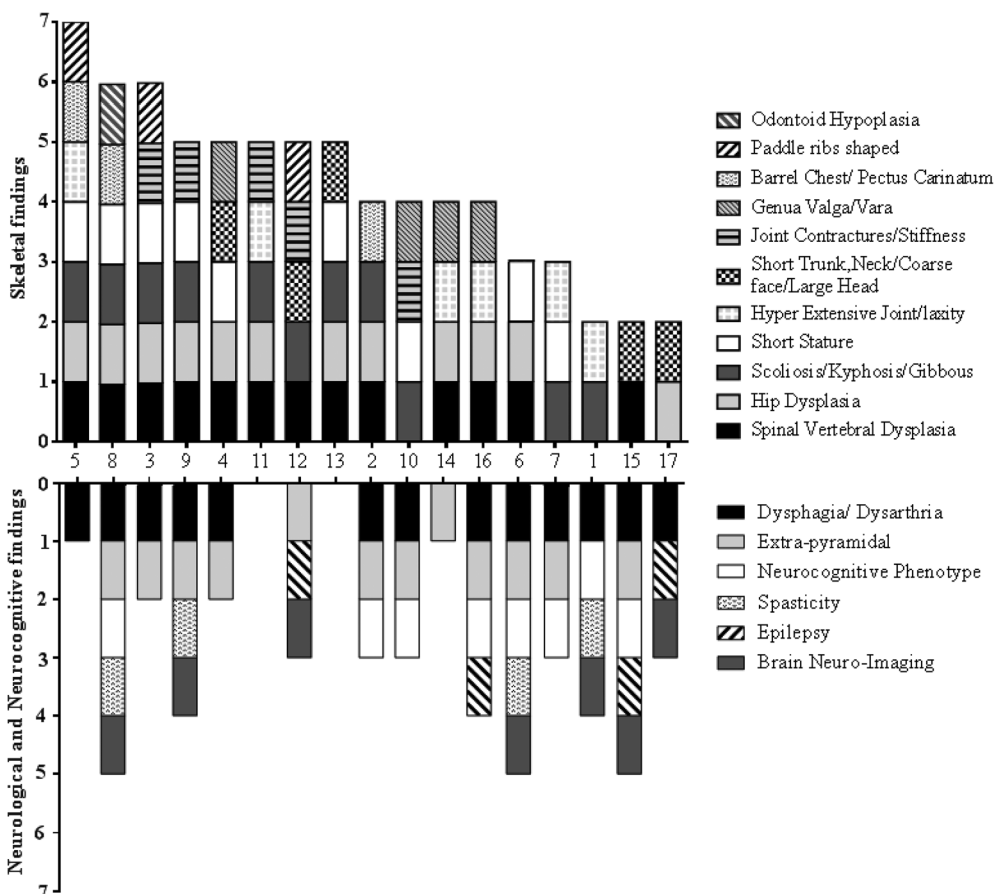 7
6
5
4
3
2
1
0
Skeletal findings
5 8 3 9 4 11 12 13 2 10 14 16 6 7 1 15 17
Odontoid Hypoplasia
Paddle ribs shaped
Barrel Chest/ Pectus Carinatum
Genua Valga/Vara
Joint Contractures/Stiffness
Short Trunk,Neck/Coarse
face/Large Head
Hyper Extensive Joint/laxity
Short Stature
Scoliosis/Kyphosis/Gibbous
Hip Dysplasia
Spinal Vertebral Dysplasia
0
1
2
3
4
5
6
7
Neurological and Neurocognitive findings
Dysphagia/ Dysarthria
Extra-pyramidal
Neurocognitive Phenotype
Spasticity
Epilepsy
Brain Neuro-Imaging